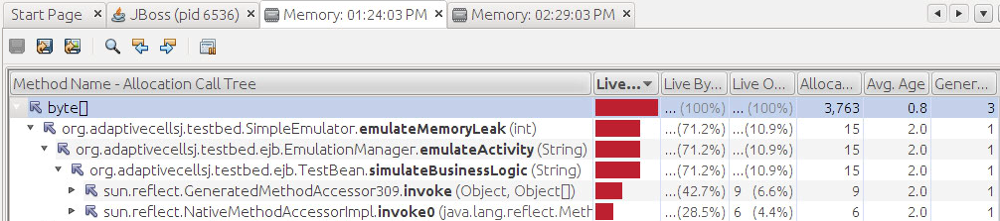 Start Page JBoss (pid 6536) Memory: 01:24:03 PM Memory: 02:29:03 PM
Method Name - Allocation Call Tree Live... Live By... Live O... Alloca... Avg. Age Gener...
byte[] ... (100%) ... (100%) 3,763 0.8 3
org.adaptivecellsj.testbed.SimpleEmulator.emulateMemoryLeak (int) ...(71.2%) ...(10.9%) 15 2.0 1
org.adaptivecellsj.testbed.ejb.EmulationManager.emulateActivity (String) ...(71.2%) ...(10.9%) 15 2.0 1
org.adaptivecellsj.testbed.ejb.TestBean.simulateBusinessLogic (String) ...(71.2%) ...(10.9%) 15 2.0 1
sun.reflect.GeneratedMethodAccessor309.invoke (Object, Object[]) ...(42.7%) 9 (6.6%) 9 2.0 1
sun.reflect.NativeMethodAccessorImpl.invoke0 (java.lang.reflect.Meth ...(28.5%) 6 (4.4%) 6 2.0 1